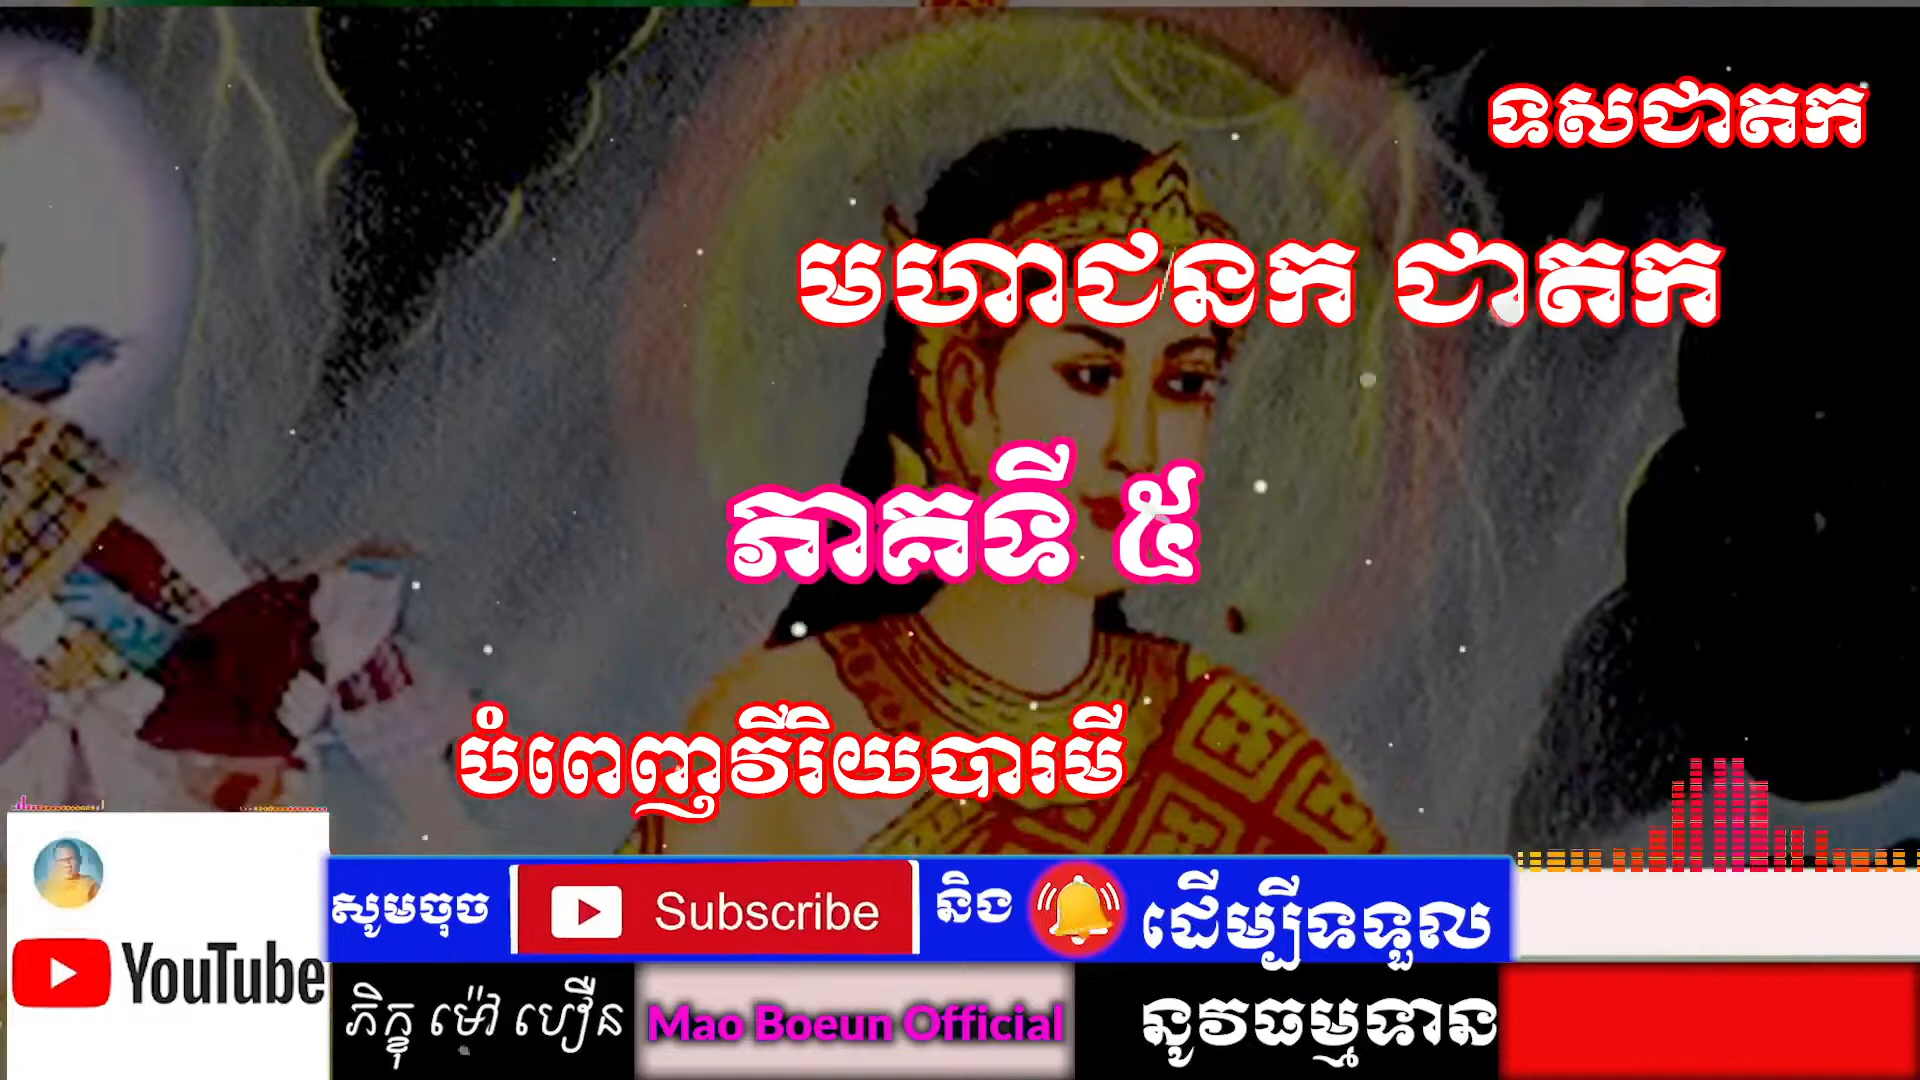 ទសជាតក
មហាជនក ជាតក
ភាគទី ៥
បំពេញវីរិយបារមី
សូមចុច Subscribe និង ដើម្បីទទួល
YouTube
ភិក្ខុ ម៉ៅ បឿន Mao Boeun Official នូវធម្មទាន